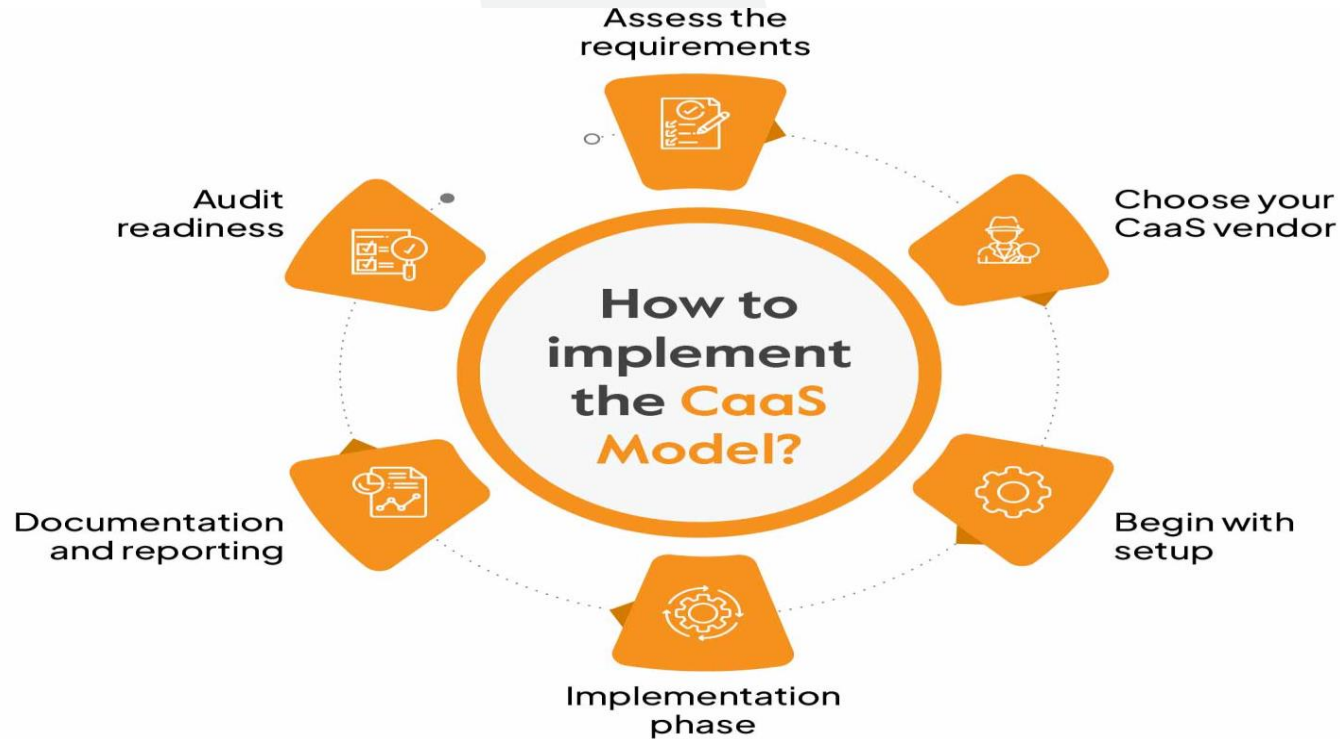 Assess the
requirements
Choose your
CaaS vendor
Begin with
setup
Implementation
phase
Documentation
and reporting
Audit
readiness
How to
implement
the CaaS
Model?